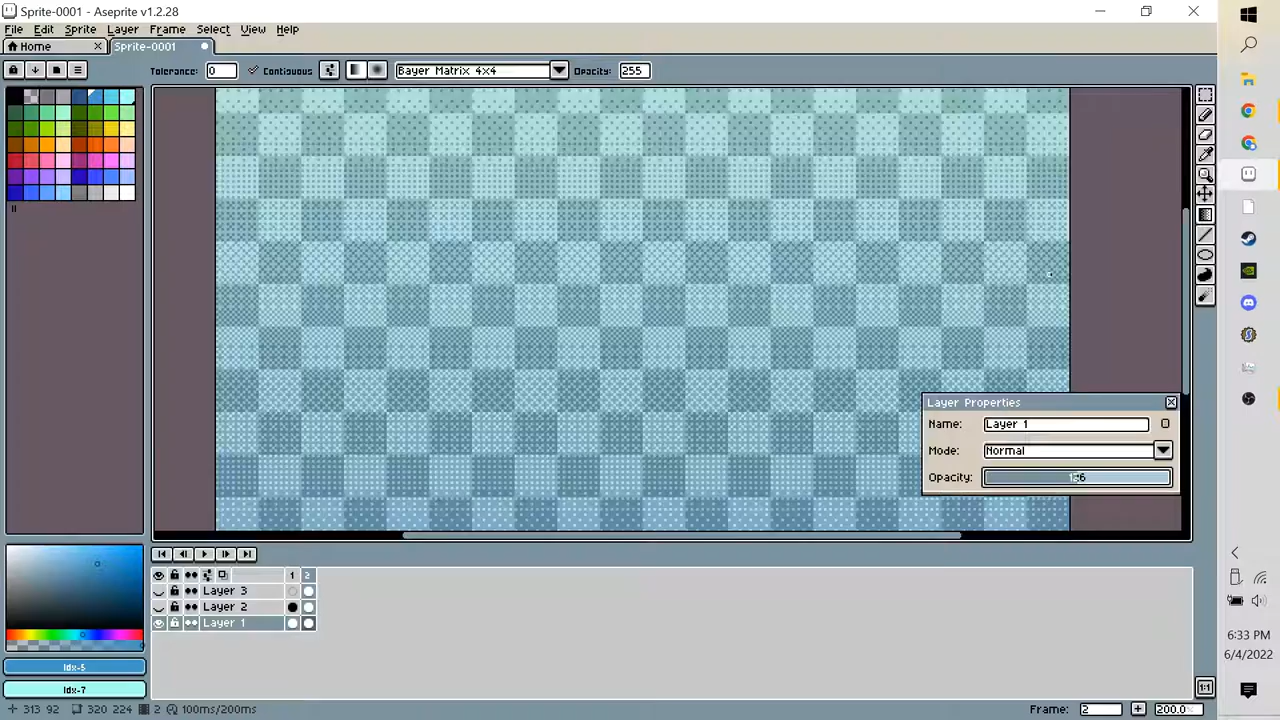 Sprite-0001 - Aseprite v1.2.28
File Edit Sprite Layer Frame Select View Help
Home
Sprite-0001
Tolerance: 0
Contiguous
Bayer Matrix 4x4
Opacity: 255
Layer Properties
Name: Layer 1
Mode: Normal
Opacity:
1 2
Layer 3
Layer 2
Layer 1
Idx-5
Idx-7
313 92 320 224 2 100ms/200ms
Frame: 2
200.0
1:1
6:33 PM
6/4/2022